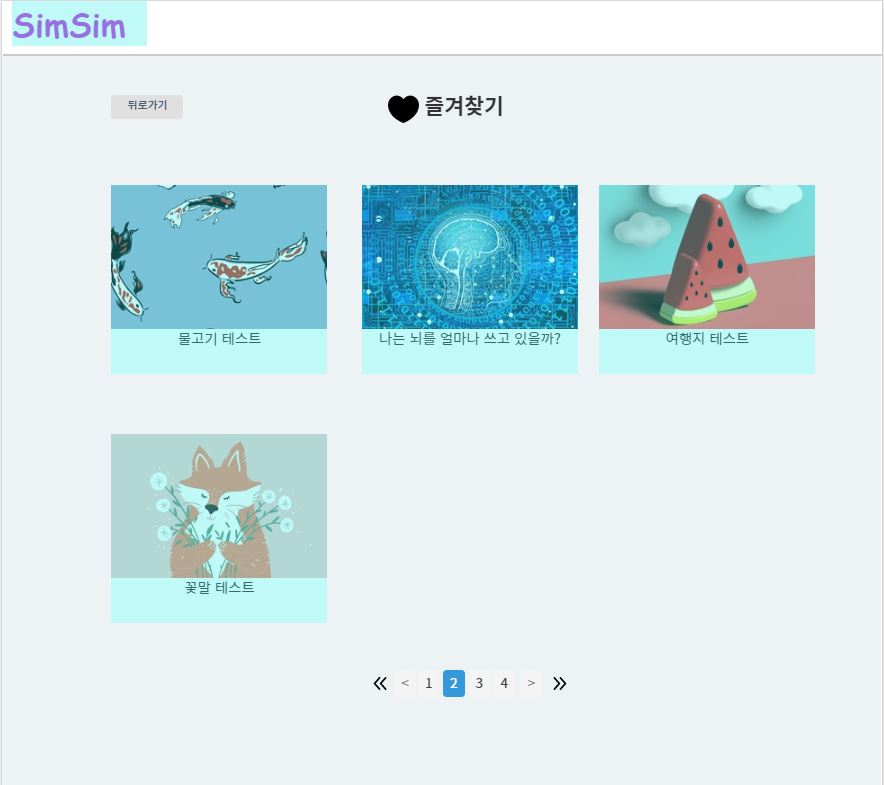 SimSim
뒤로가기
즐겨찾기
물고기 테스트
나는 뇌를 얼마나 쓰고 있을까?
여행지 테스트
꽃말 테스트
« < 1 2 3 4 > »